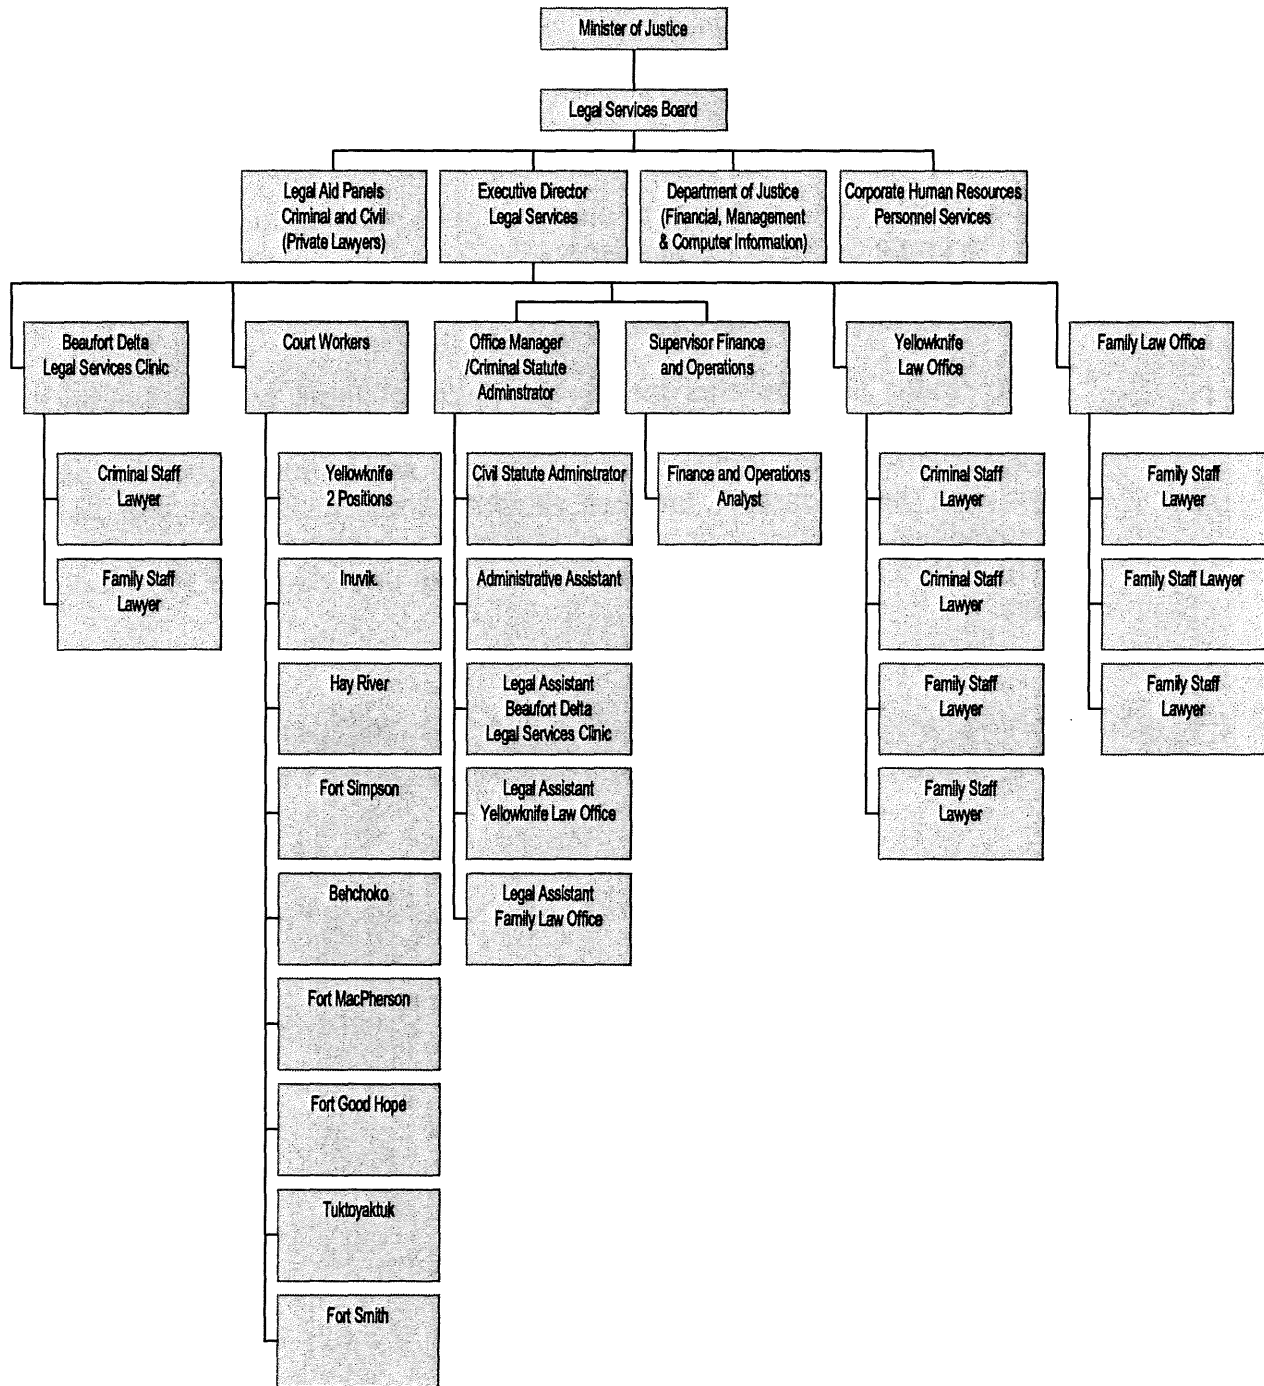 Minister of Justice
Legal Services Board
Legal Aid Panels
Criminal and Civil
(Private Lawyers)
Executive Director
Legal Services
Department of Justice
(Financial, Management
& Computer Information)
Corporate Human Resources
Personnel Services
Beaufort Delta
Legal Services Clinic
Criminal Staff
Lawyer
Family Staff
Lawyer
Court Workers
Yellowknife
2 Positions
Inuvik
Hay River
Fort Simpson
Behchoko
Fort MacPherson
Fort Good Hope
Tuktoyaktuk
Fort Smith
Office Manager
/Criminal Statute
Adminstrator
Civil Statute Adminstrator
Administrative Assistant
Legal Assistant
Beaufort Delta
Legal Services Clinic
Legal Assistant
Yellowknife Law Office
Legal Assistant
Family Law Office
Supervisor Finance
and Operations
Finance and Operations
Analyst
Yellowknife
Law Office
Criminal Staff
Lawyer
Criminal Staff
Lawyer
Family Staff
Lawyer
Family Staff
Lawyer
Family Law Office
Family Staff
Lawyer
Family Staff Lawyer
Family Staff
Lawyer